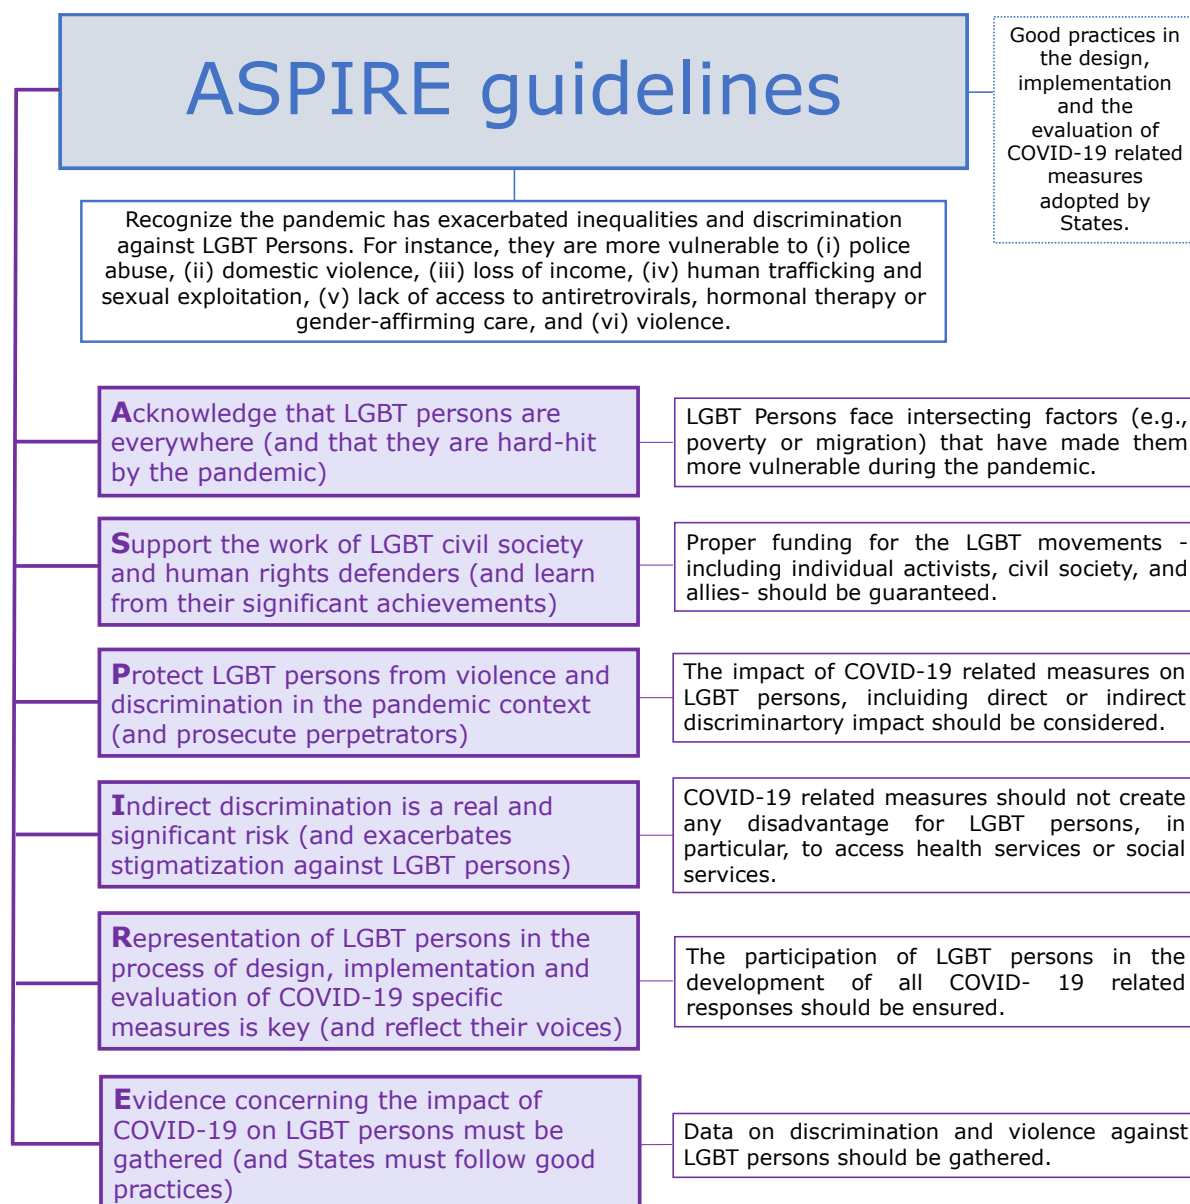 ASPIRE guidelines
Good practices in
the design,
implementation
and the
evaluation of
COVID-19 related
measures
adopted by
States.
Recognize the pandemic has exacerbated inequalities and discrimination
against LGBT Persons. For instance, they are more vulnerable to (i) police
abuse, (ii) domestic violence, (iii) loss of income, (iv) human trafficking and
sexual exploitation, (v) lack of access to antiretrovirals, hormonal therapy or
gender-affirming care, and (vi) violence.
Acknowledge that LGBT persons are
everywhere (and that they are hard-hit
by the pandemic)
LGBT Persons face intersecting factors (e.g.,
poverty or migration) that have made them
more vulnerable during the pandemic.
Support the work of LGBT civil society
and human rights defenders (and learn
from their significant achievements)
Proper funding for the LGBT movements -
including individual activists, civil society, and
allies- should be guaranteed.
Protect LGBT persons from violence and
discrimination in the pandemic context
(and prosecute perpetrators)
The impact of COVID-19 related measures on
LGBT persons, incluiding direct or indirect
discriminartory impact should be considered.
Indirect discrimination is a real and
significant risk (and exacerbates
stigmatization against LGBT persons)
COVID-19 related measures should not create
any disadvantage for LGBT persons, in
particular, to access health services or social
services.
Representation of LGBT persons in the
process of design, implementation and
evaluation of COVID-19 specific
measures is key (and reflect their voices)
The participation of LGBT persons in the
development of all COVID- 19 related
responses should be ensured.
Evidence concerning the impact of
COVID-19 on LGBT persons must be
gathered (and States must follow good
practices)
Data on discrimination and violence against
LGBT persons should be gathered.